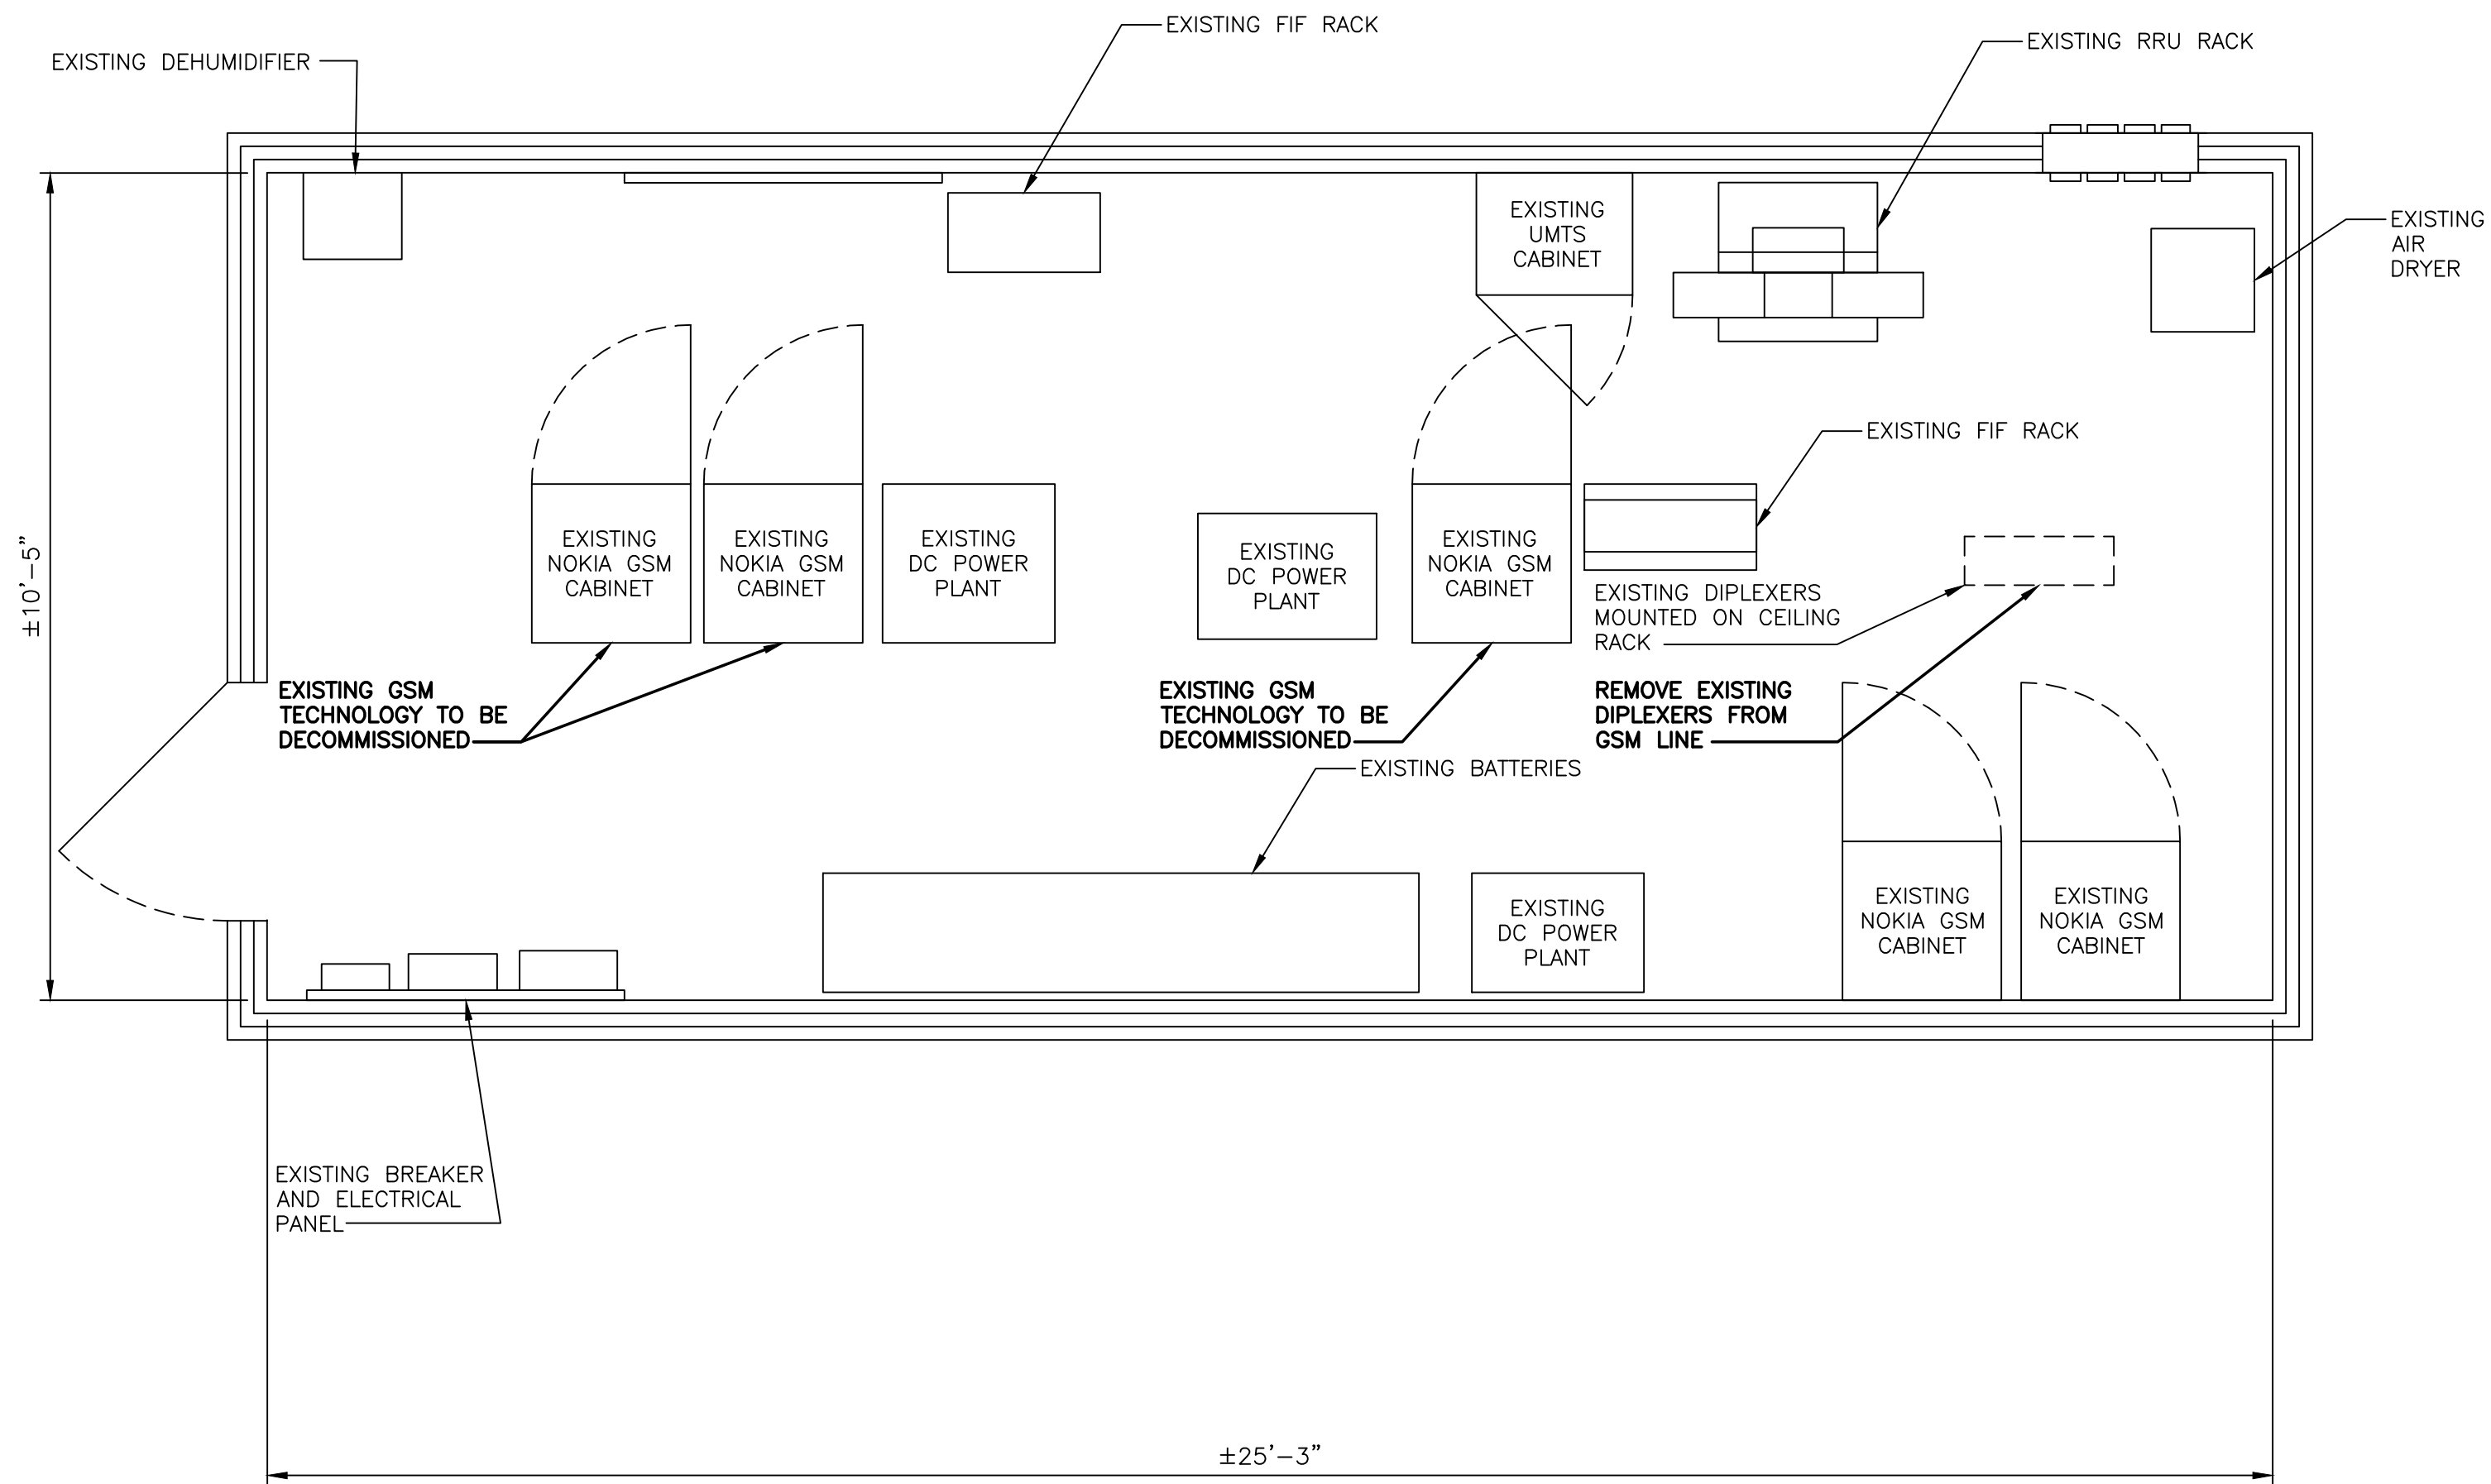 EXISTING FIF RACK
EXISTING RRU RACK
EXISTING DEHUMIDIFIER
EXISTING
UMTS
CABINET
EXISTING
AIR
DRYER
EXISTING FIF RACK
EXISTING
NOKIA GSM
CABINET
EXISTING
NOKIA GSM
CABINET
EXISTING
DC POWER
PLANT
EXISTING
DC POWER
PLANT
EXISTING
NOKIA GSM
CABINET
±10'-5"
EXISTING DIPLEXERS
MOUNTED ON CEILING
RACK
EXISTING GSM
TECHNOLOGY TO BE
DECOMMISSIONED
EXISTING GSM
TECHNOLOGY TO BE
DECOMMISSIONED
REMOVE EXISTING
DIPLEXERS FROM
GSM LINE
EXISTING BATTERIES
EXISTING
DC POWER
PLANT
EXISTING
NOKIA GSM
CABINET
EXISTING
NOKIA GSM
CABINET
EXISTING BREAKER
AND ELECTRICAL
PANEL
±25'-3"